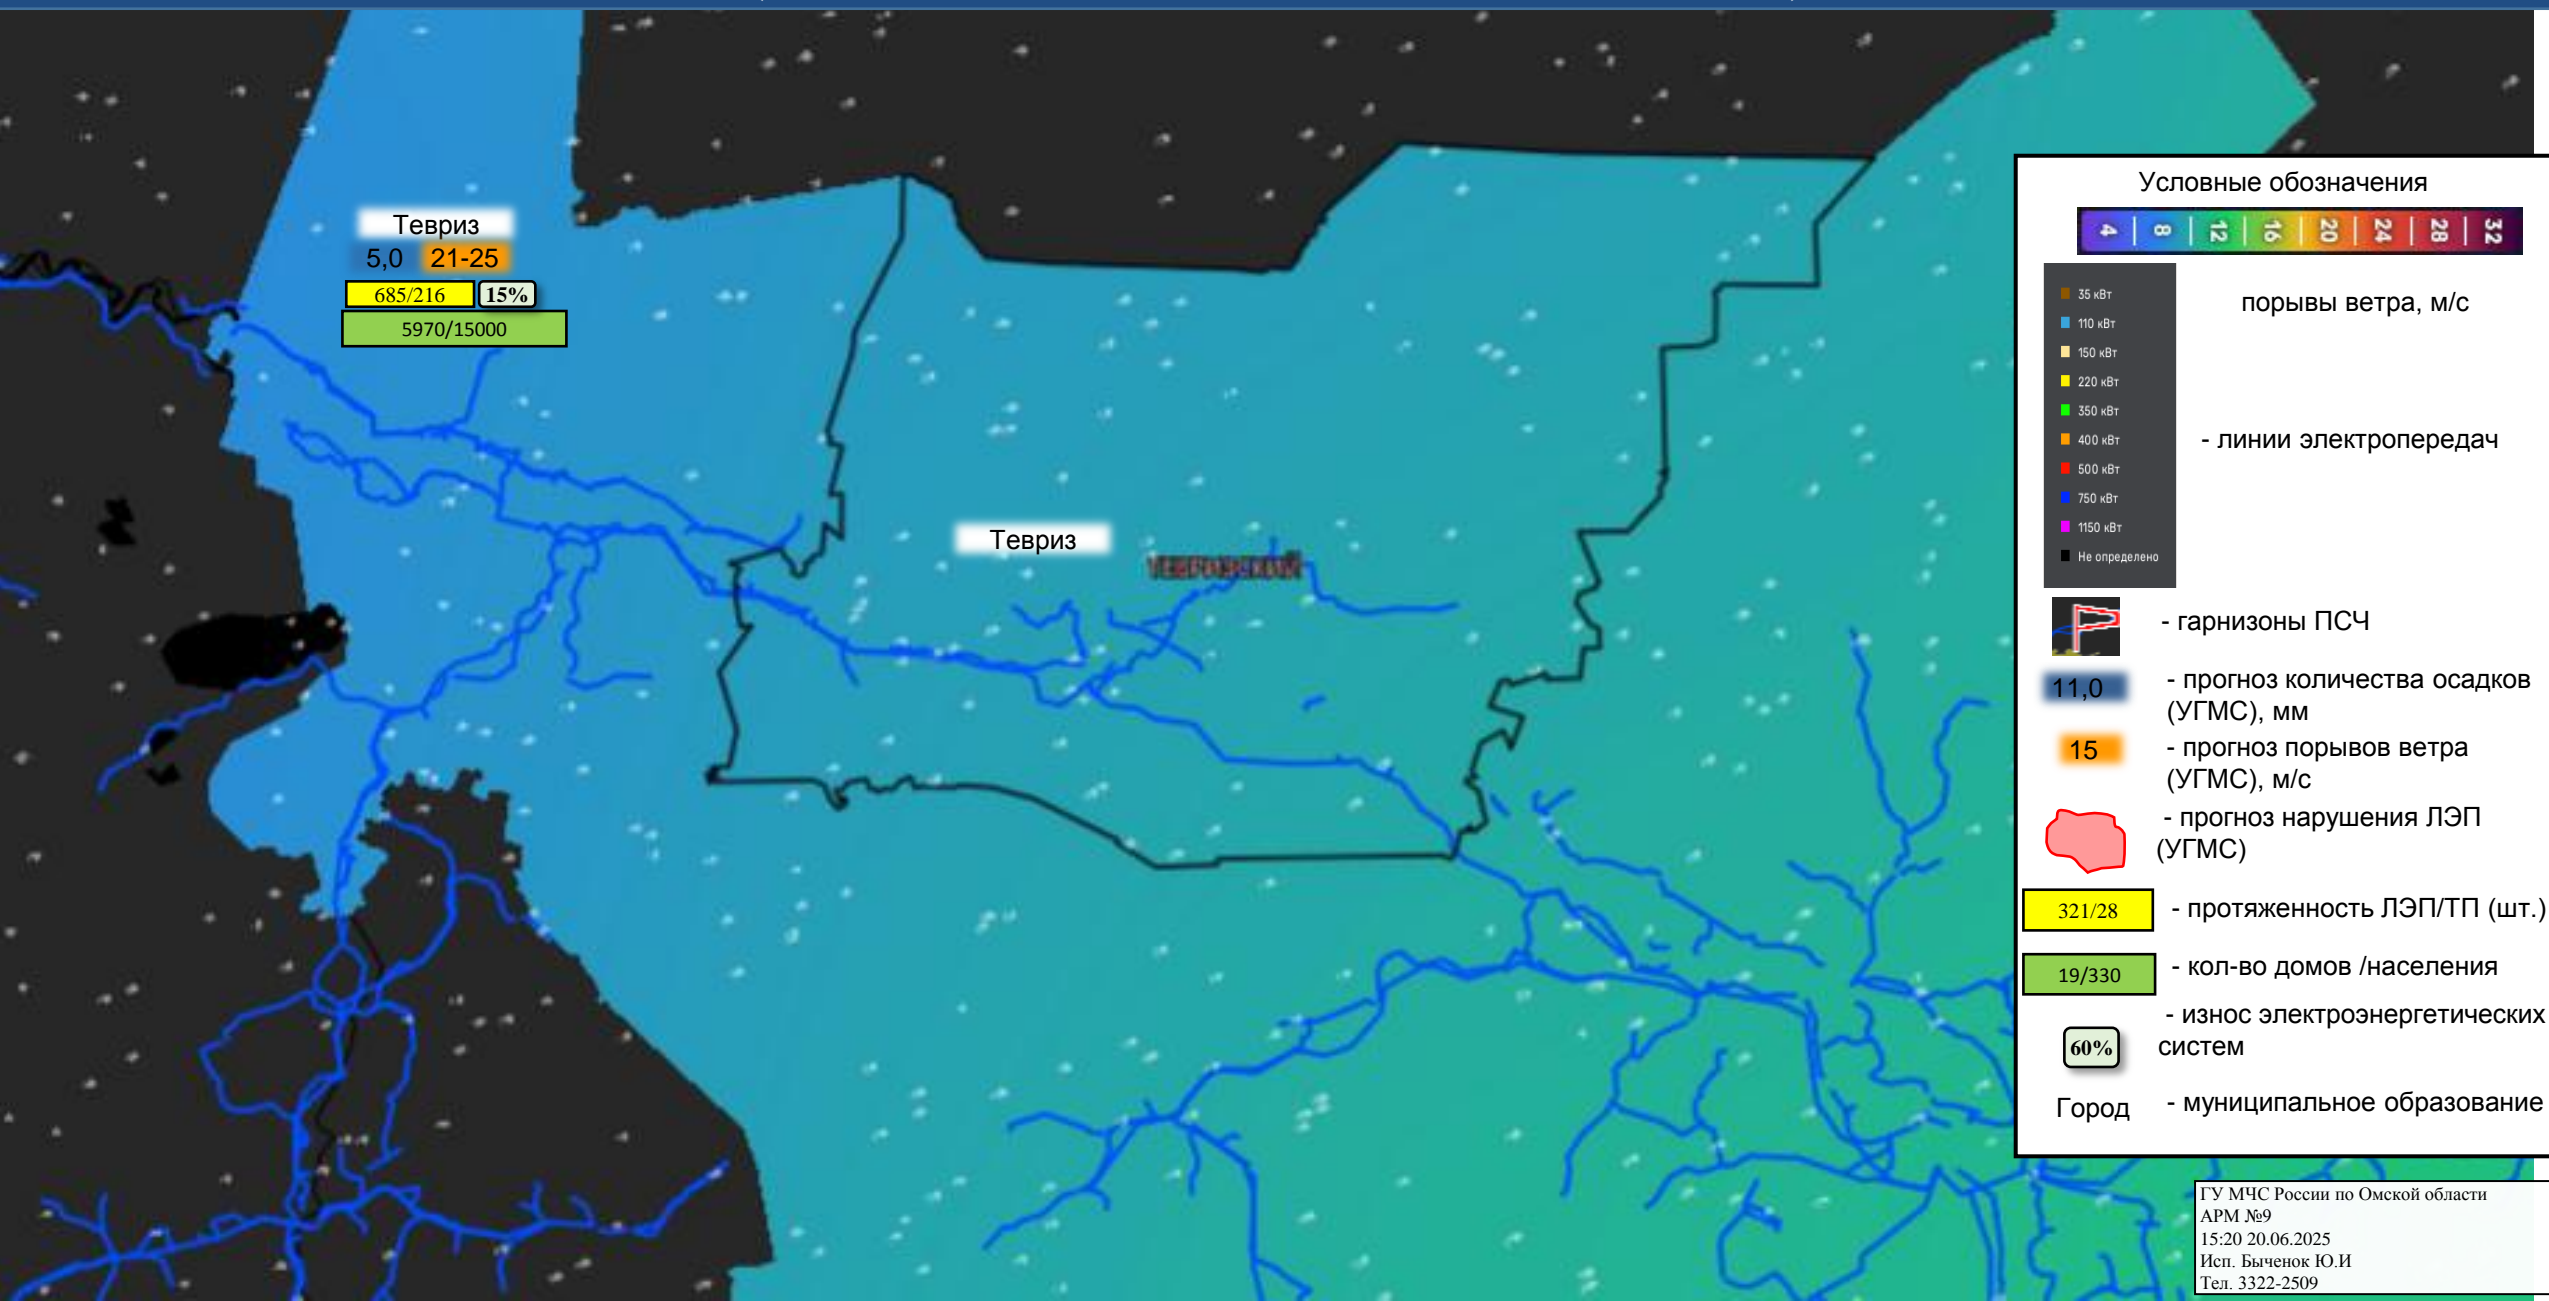 Тевриз
5,0 21-25
685/216 15%
5970/15000
Тевриз
ТЕВРИЗСКИЙ
Условные обозначения
4 8 12 16 20 24 28 32
порывы ветра, м/с
35 кВт
110 кВт
150 кВт
220 кВт
350 кВт
400 кВт
500 кВт
750 кВт
1150 кВт
Не определено
- линии электропередач
- гарнизоны ПСЧ
11,0 - прогноз количества осадков
(УГМС), мм
15 - прогноз порывов ветра
(УГМС), м/с
- прогноз нарушения ЛЭП
(УГМС)
321/28 - протяженность ЛЭП/ТП (шт.)
19/330 - кол-во домов /населения
- износ электроэнергетических
60% систем
Город - муниципальное образование
ГУ МЧС России по Омской области
АРМ №9
15:20 20.06.2025
Исп. Быченок Ю.И
Тел. 3322-2509